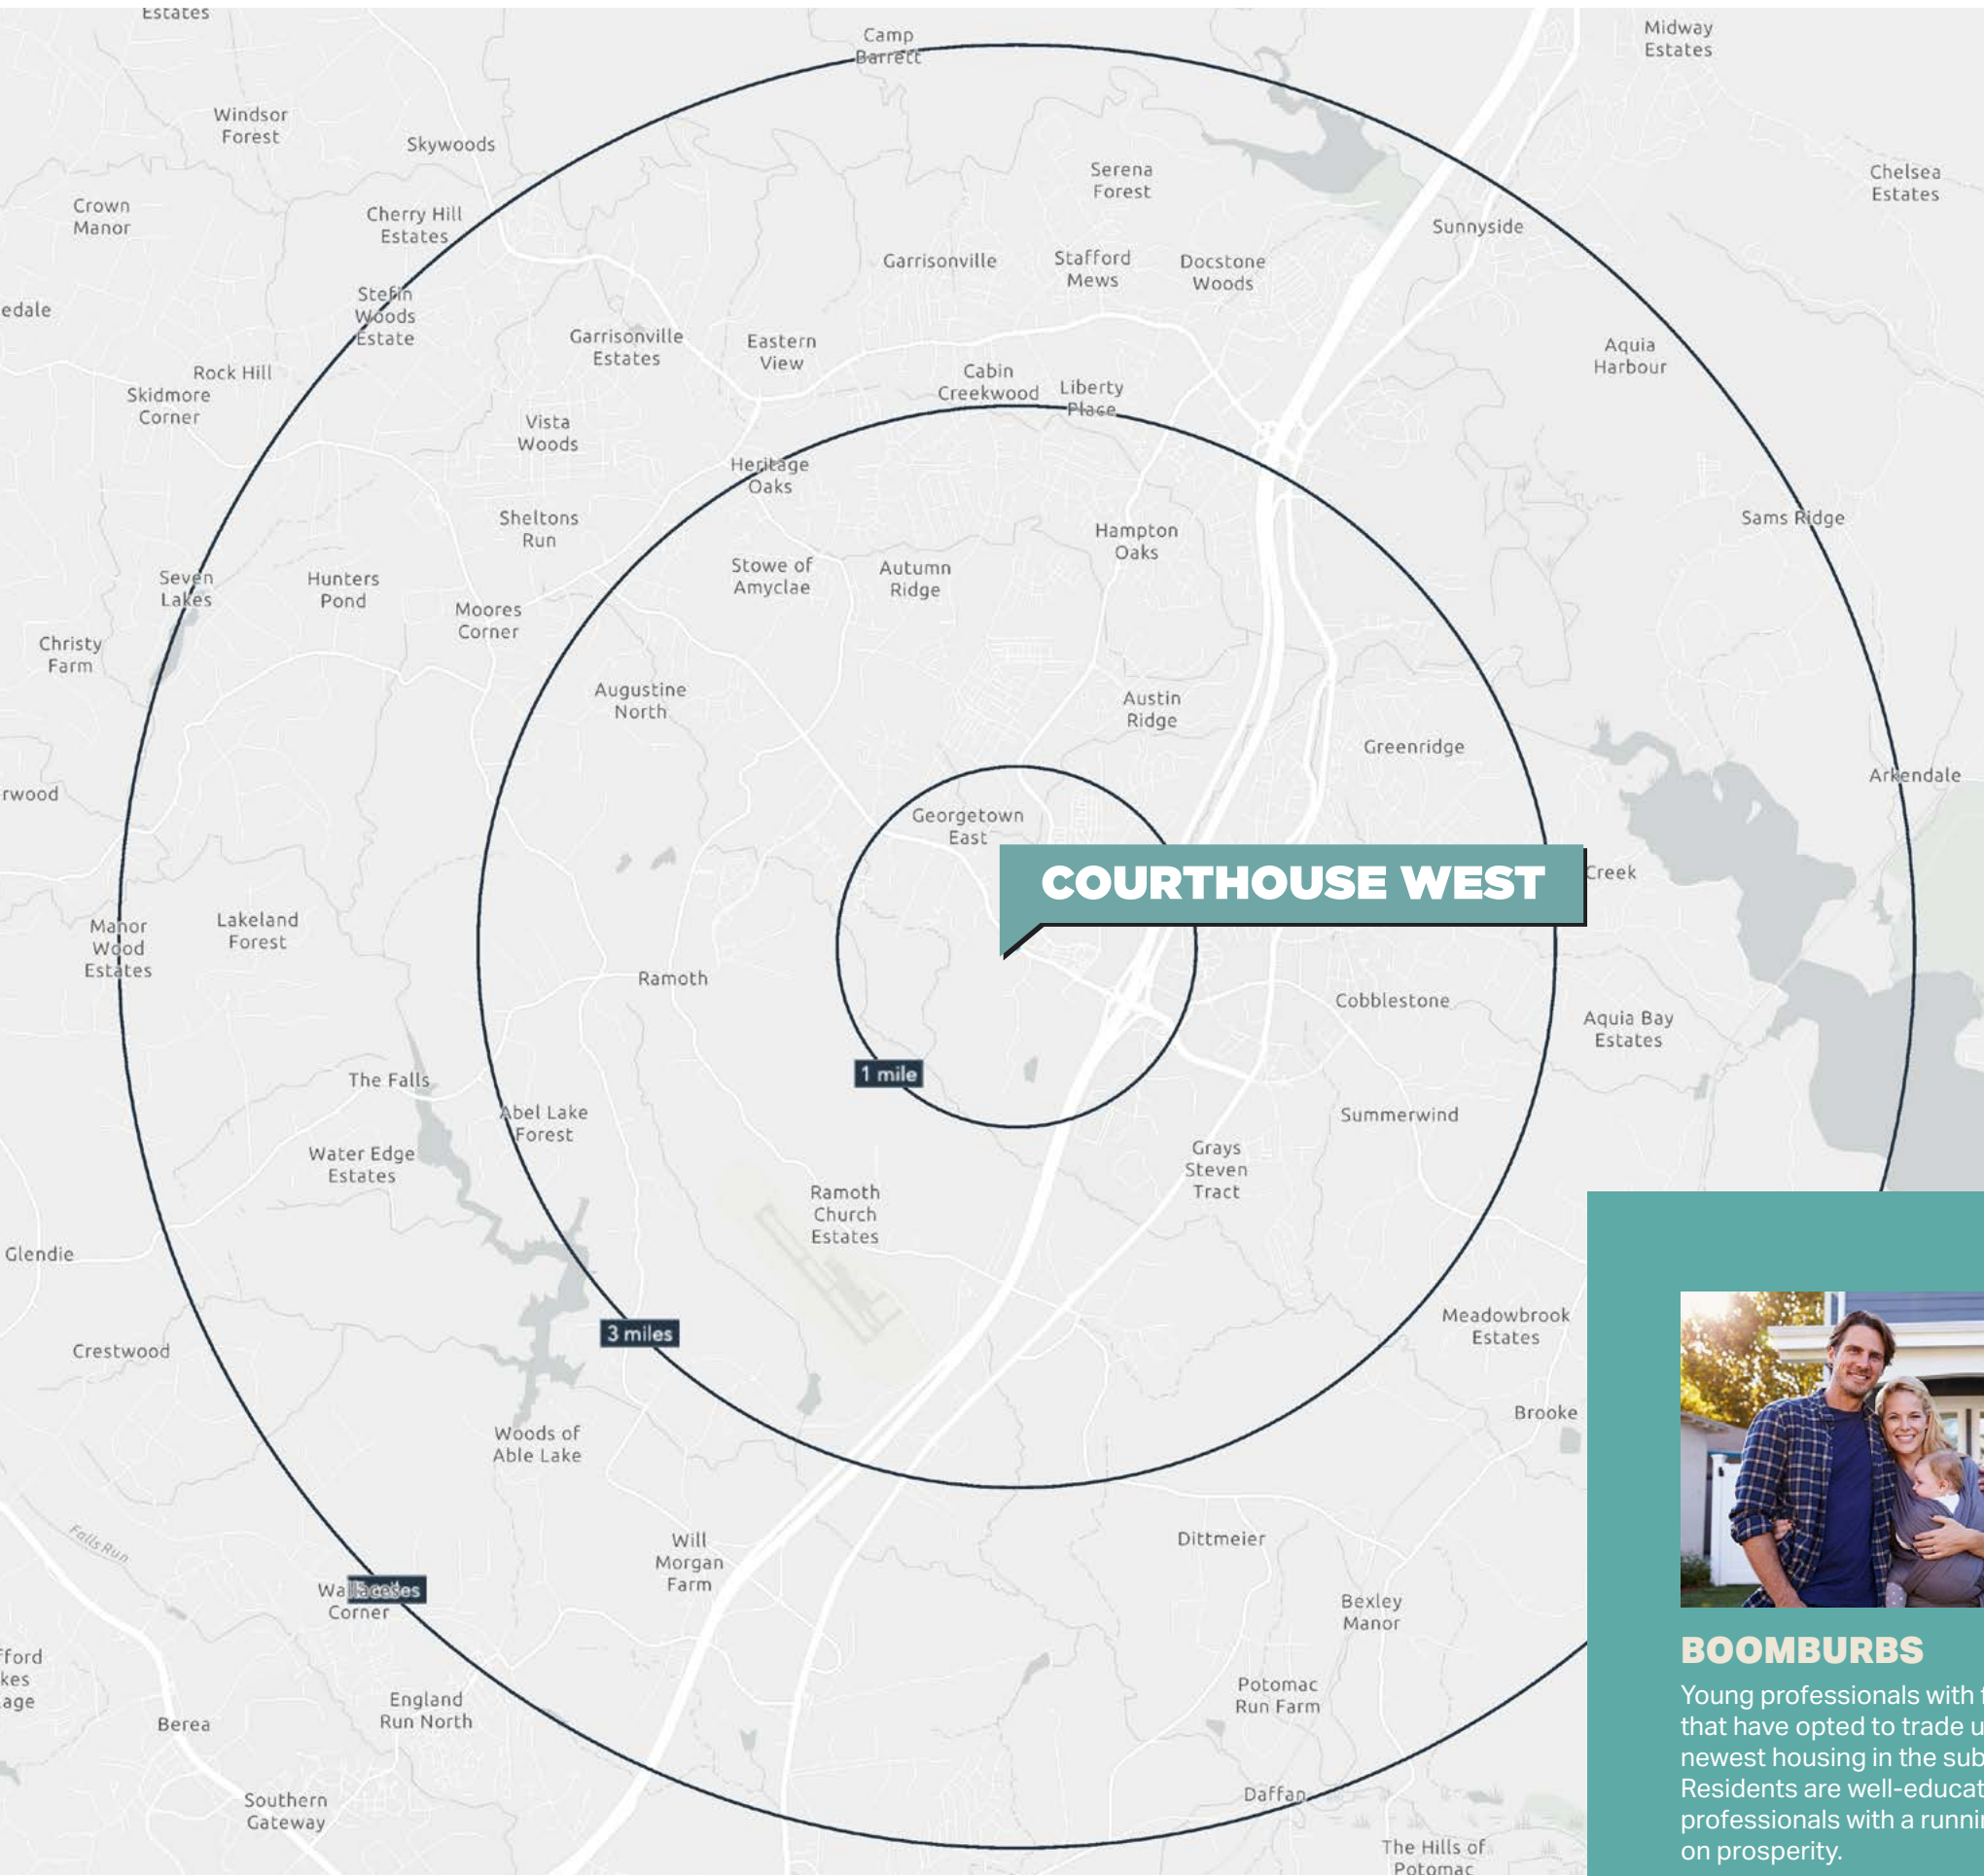 Estates
Camp
Barrett
Midway
Estates
Windsor
Forest
Skywoods
Serena
Forest
Chelsea
Estates
Crown
Manor
Cherry Hill
Estates
Sunnyside
Garrisonville
Stafford
Mews
Docstone
Woods
edale
Stefin
Woods
Estate
Garrisonville
Estates
Eastern
View
Aquia
Harbour
Rock Hill
Skidmore
Corner
Cabin
Creekwood
Liberty
Place
Vista
Woods
Heritage
Oaks
Sheltons
Run
Hampton
Oaks
Sams Ridge
Stowe of
Amyclae
Autumn
Ridge
Seven
Lakes
Hunters
Pond
Moores
Corner
Christy
Farm
Augustine
North
Austin
Ridge
Greenridge
Arkendale
rwood
Georgetown
East
COURTHOUSE WEST
Creek
Manor
Wood
Estates
Lakeland
Forest
Ramoth
Cobblestone
Aquia Bay
Estates
1 mile
The Falls
Abel Lake
Forest
Summerwind
Water Edge
Estates
Grays
Steven
Tract
Ramoth
Church
Estates
Glendie
3 miles
Meadowbrook
Estates
Crestwood
Brooke
Woods of
Able Lake
Falls Run
Will
Morgan
Farm
Dittmeier
Corner
Bexley
Manor
fford
kes
age
England
Run North
Potomac
Run Farm
Berea
Southern
Gateway
Daffan
The Hills of
Potomac
BOOMBURBS
Young professionals with f
that have opted to trade u
newest housing in the sub
Residents are well-educat
professionals with a runnin
on prosperity.